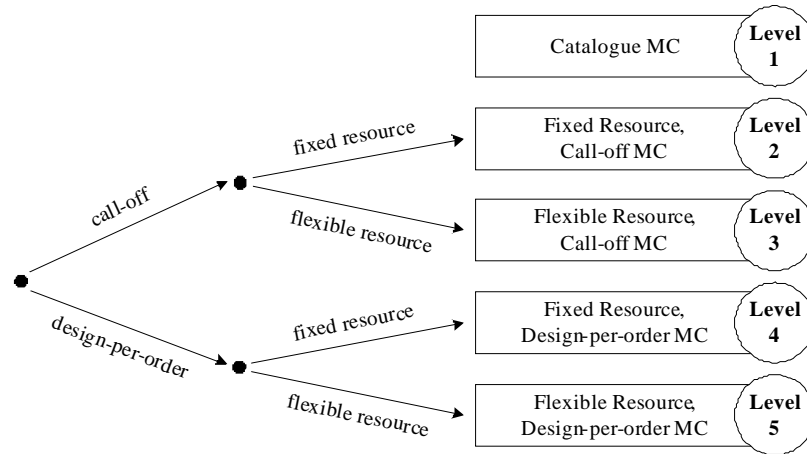 Catalogue MC
Level
1
fixed resource
Fixed Resource,
Call-off MC
Level
2
call-off
flexible resource
Flexible Resource,
Call-off MC
Level
3
design-per-order
fixed resource
Fixed Resource,
Design-per-order MC
Level
4
flexible resource
Flexible Resource,
Design-per-order MC
Level
5